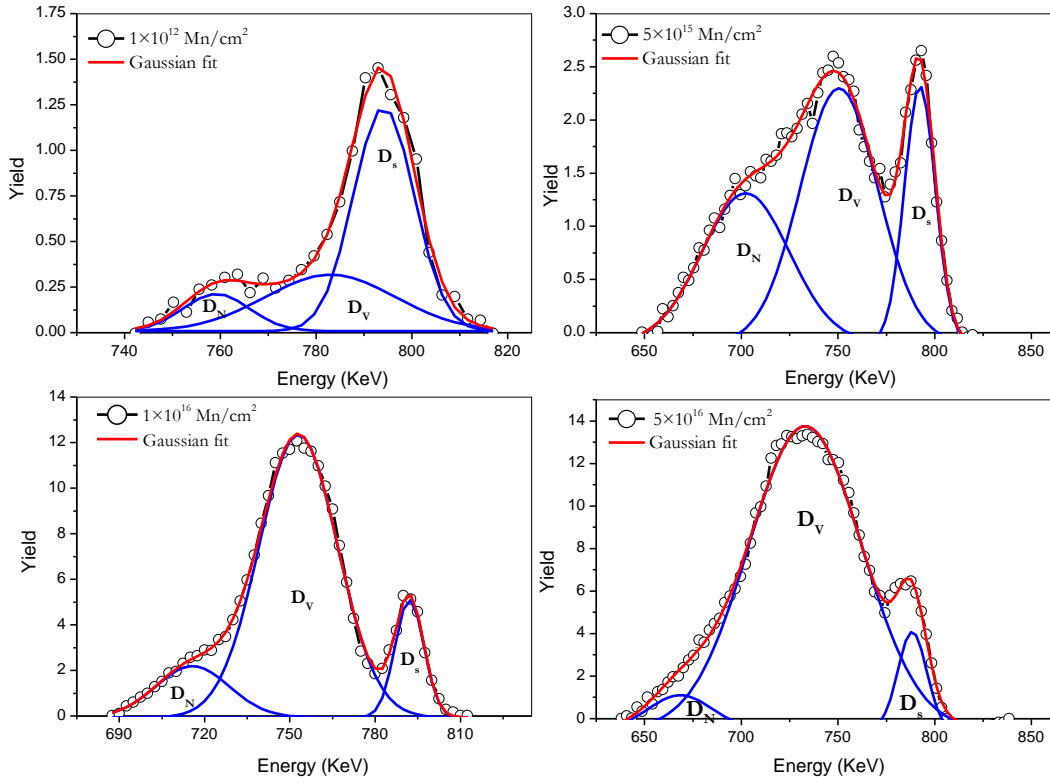 1.75
1.50
1.25
1.00
0.75
0.50
0.25
0.00
Yield
1×10¹² Mn/cm²
Gaussian fit
D_s
D_N
D_V
740 760 780 800 820
Energy (KeV)
3.0
2.5
2.0
1.5
1.0
0.5
0.0
Yield
5×10¹⁵ Mn/cm²
Gaussian fit
D_V
D_N
D_s
650 700 750 800 850
Energy (KeV)
14
12
10
8
6
4
2
0
Yield
1×10¹⁶ Mn/cm²
Gaussian fit
D_V
D_N
D_s
690 720 750 780 810
Energy (KeV)
14
12
10
8
6
4
2
0
Yield
5×10¹⁶ Mn/cm²
Gaussian fit
D_V
D_N
D_s
650 700 750 800 850
Energy (KeV)